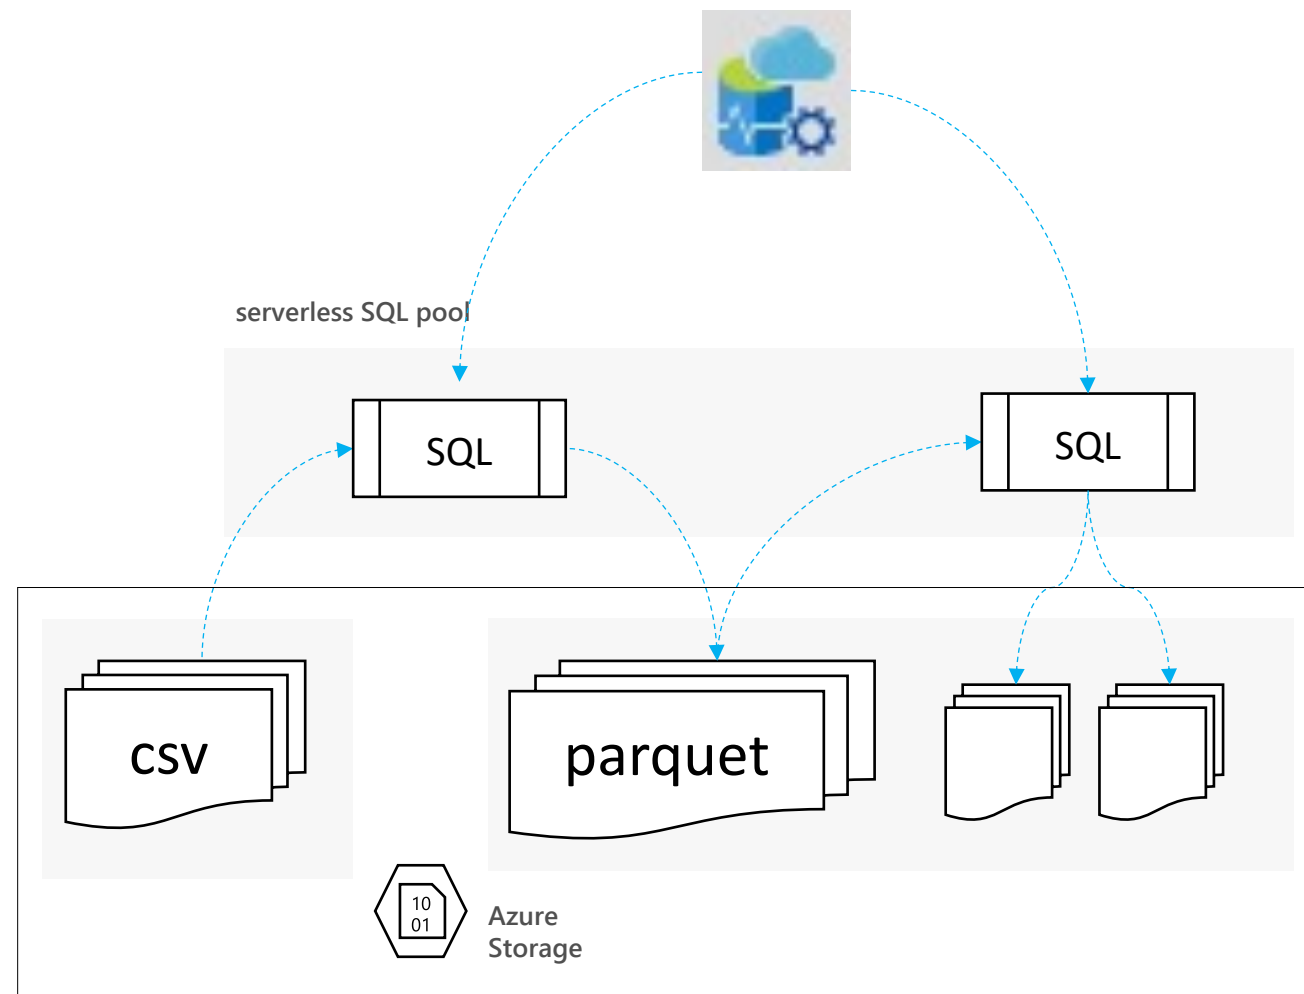 serverless SQL pool
SQL
SQL
csv
parquet
10
01
Azure
Storage